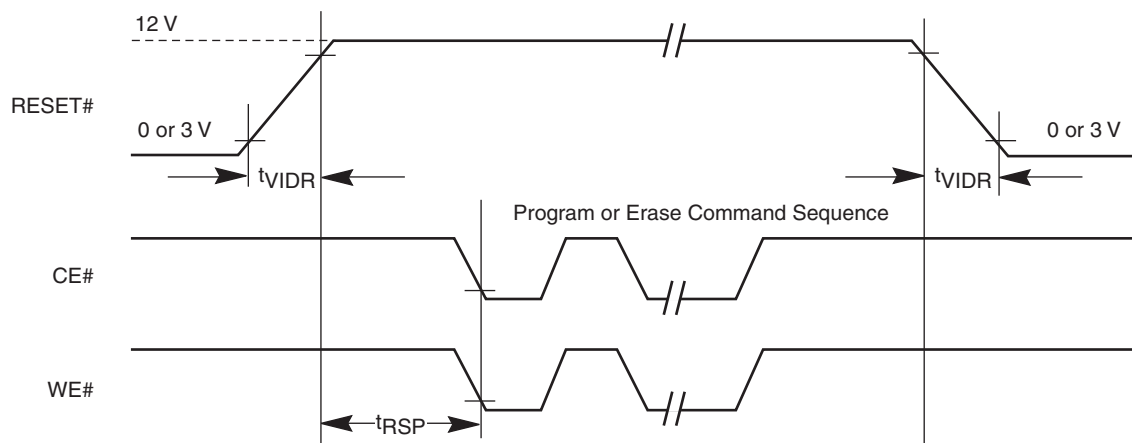 12 V
RESET#
0 or 3 V
0 or 3 V
tVIDR
tVIDR
Program or Erase Command Sequence
CE#
WE#
tRSP